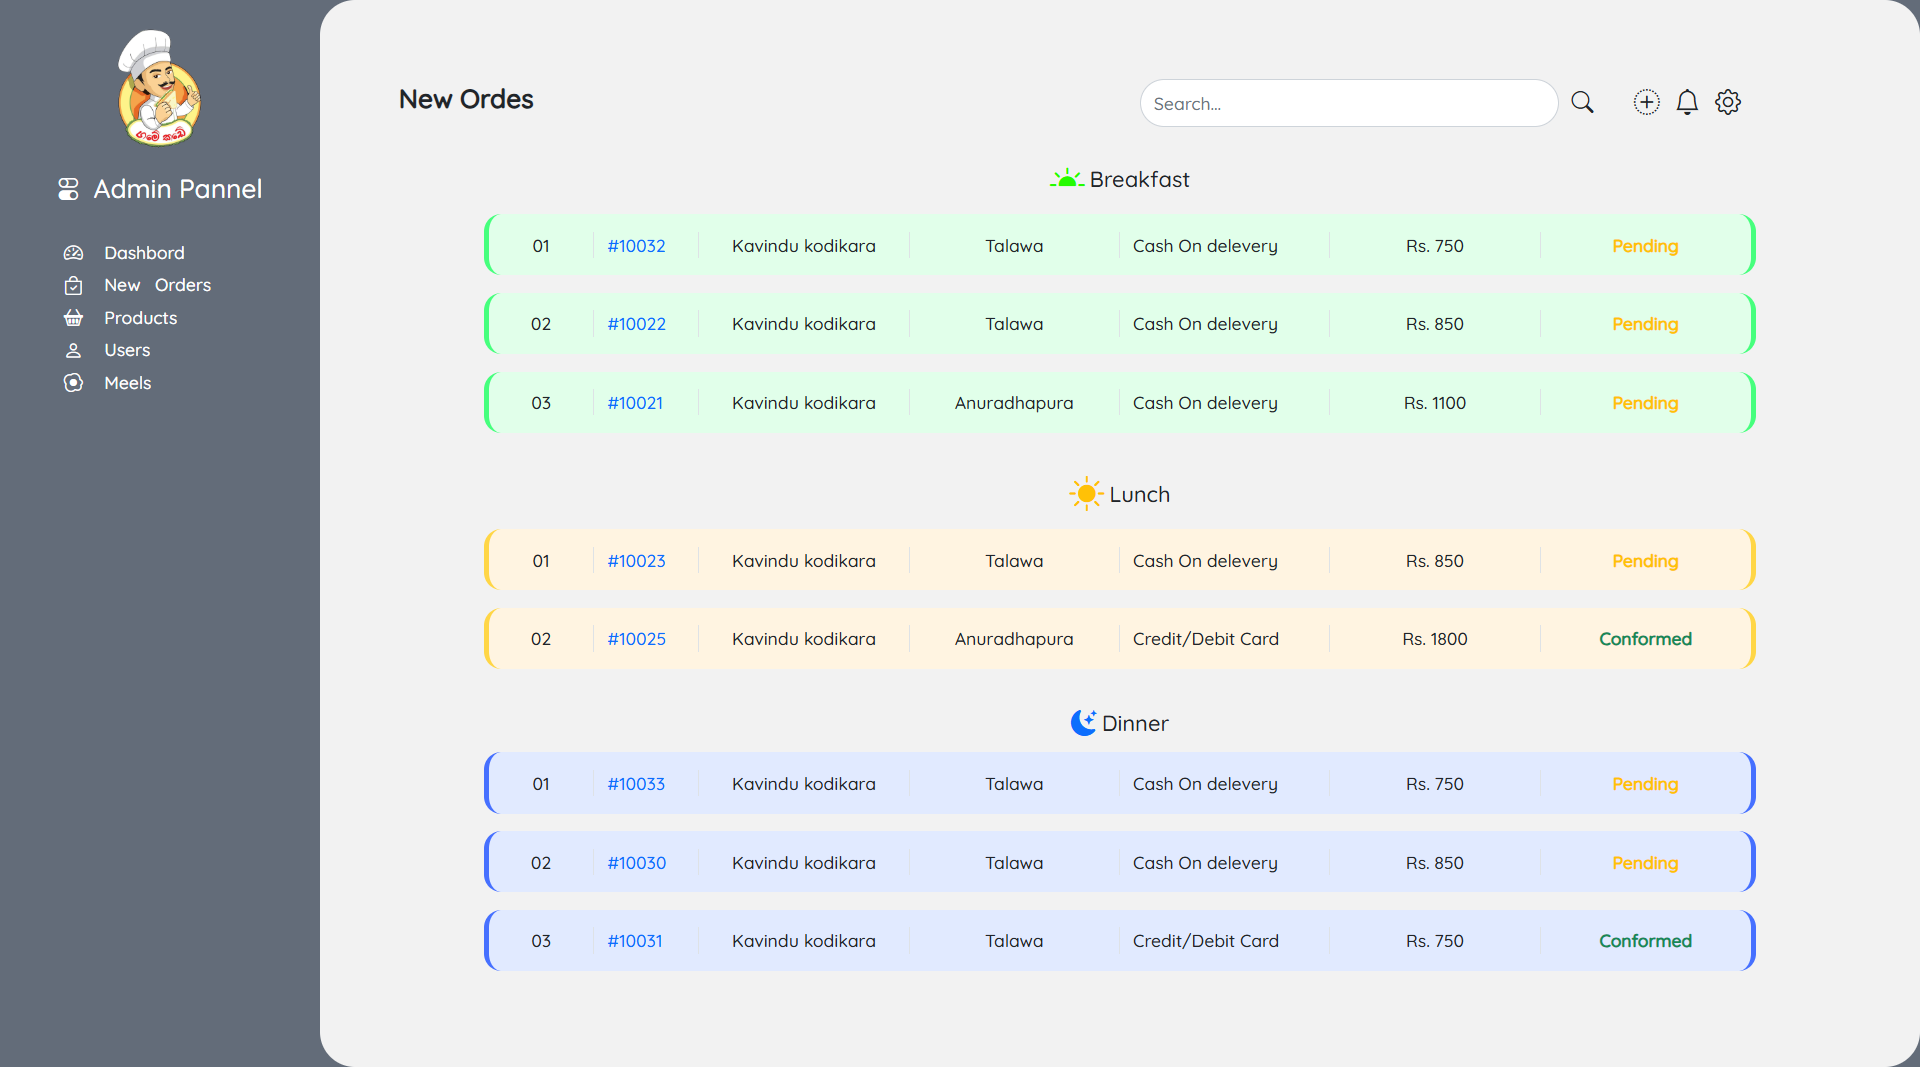 ගමේ කඩේ
Admin Pannel
Dashbord
New Orders
Products
Users
Meels
New Ordes
Search...
Breakfast
01 #10032 Kavindu kodikara Talawa Cash On delevery Rs. 750 Pending
02 #10022 Kavindu kodikara Talawa Cash On delevery Rs. 850 Pending
03 #10021 Kavindu kodikara Anuradhapura Cash On delevery Rs. 1100 Pending
Lunch
01 #10023 Kavindu kodikara Talawa Cash On delevery Rs. 850 Pending
02 #10025 Kavindu kodikara Anuradhapura Credit/Debit Card Rs. 1800 Conformed
Dinner
01 #10033 Kavindu kodikara Talawa Cash On delevery Rs. 750 Pending
02 #10030 Kavindu kodikara Talawa Cash On delevery Rs. 850 Pending
03 #10031 Kavindu kodikara Talawa Credit/Debit Card Rs. 750 Conformed